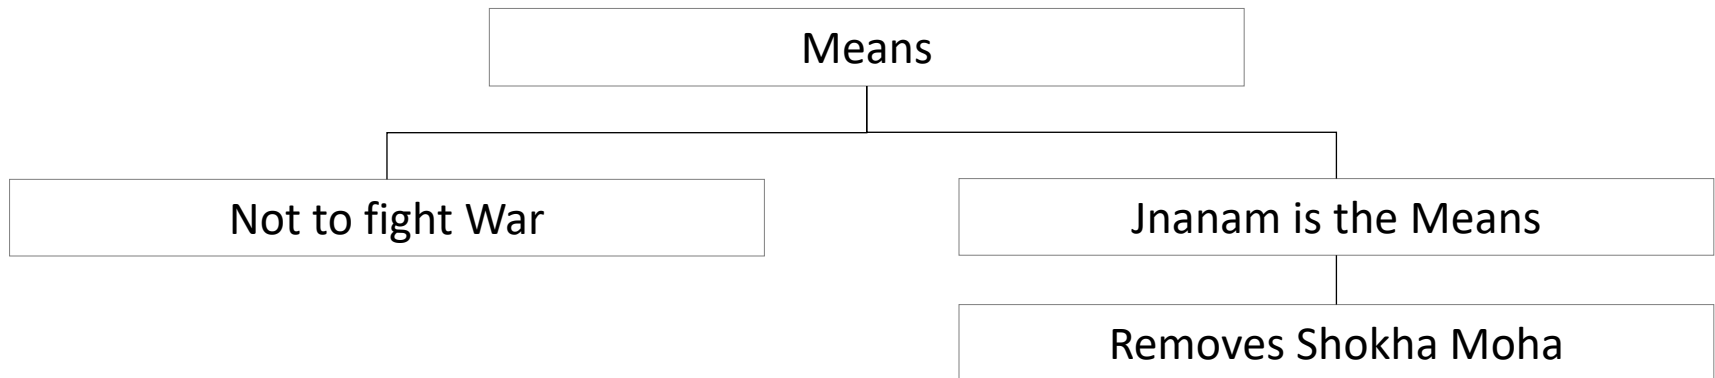 Means
Not to fight War
Jnanam is the Means
Removes Shokha Moha